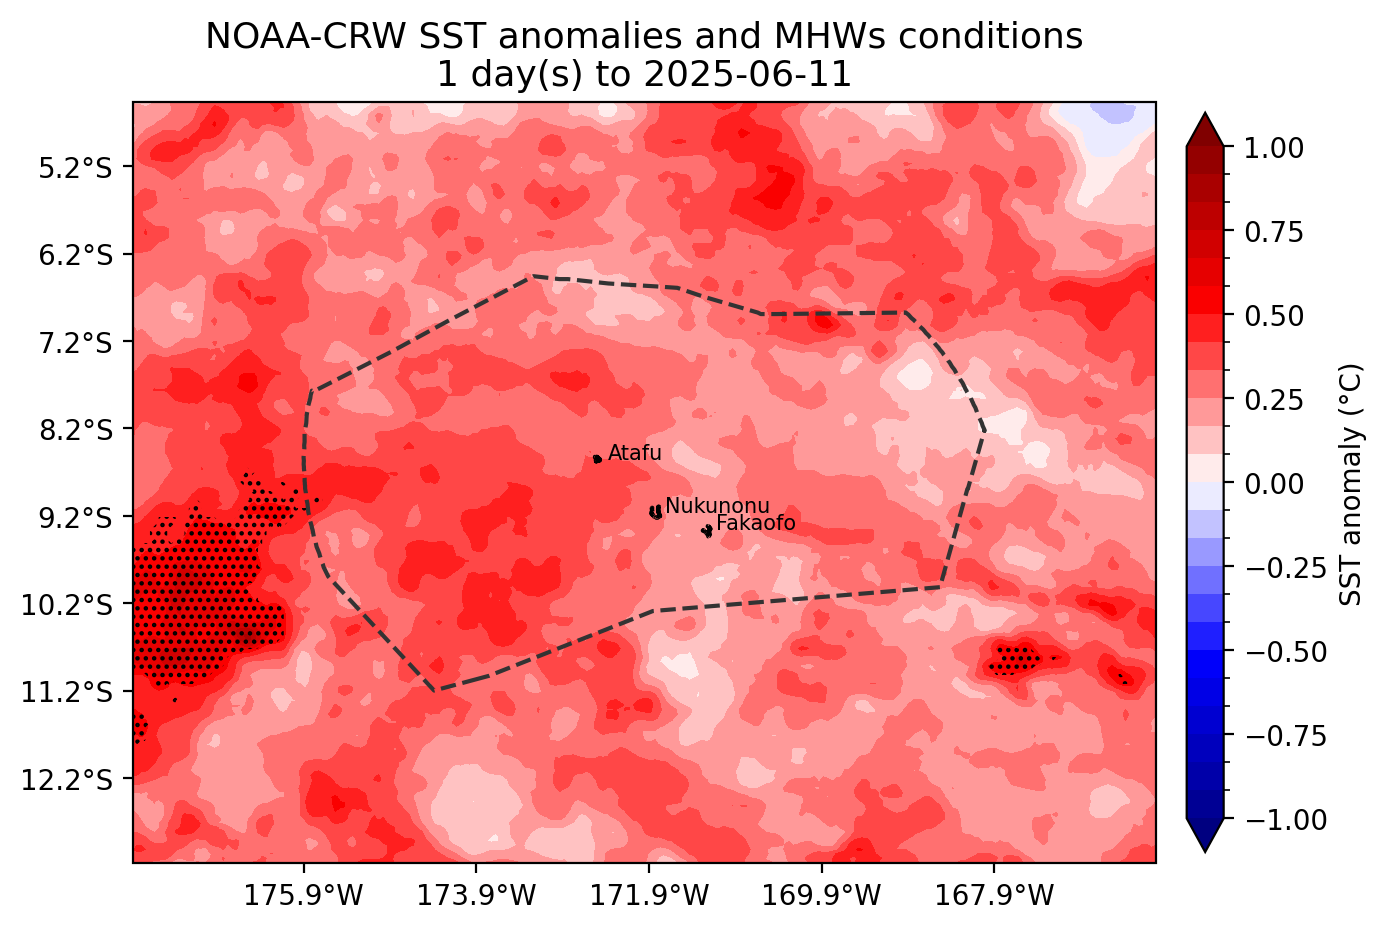 NOAA-CRW SST anomalies and MHWs conditions
1 day(s) to 2025-06-11
5.2°S
6.2°S
7.2°S
8.2°S
9.2°S
10.2°S
11.2°S
12.2°S
Atafu
Nukunonu
Fakaofo
175.9°W
173.9°W
171.9°W
169.9°W
167.9°W
1.00
0.75
0.50
0.25
0.00
−0.25
−0.50
−0.75
−1.00
SST anomaly (°C)